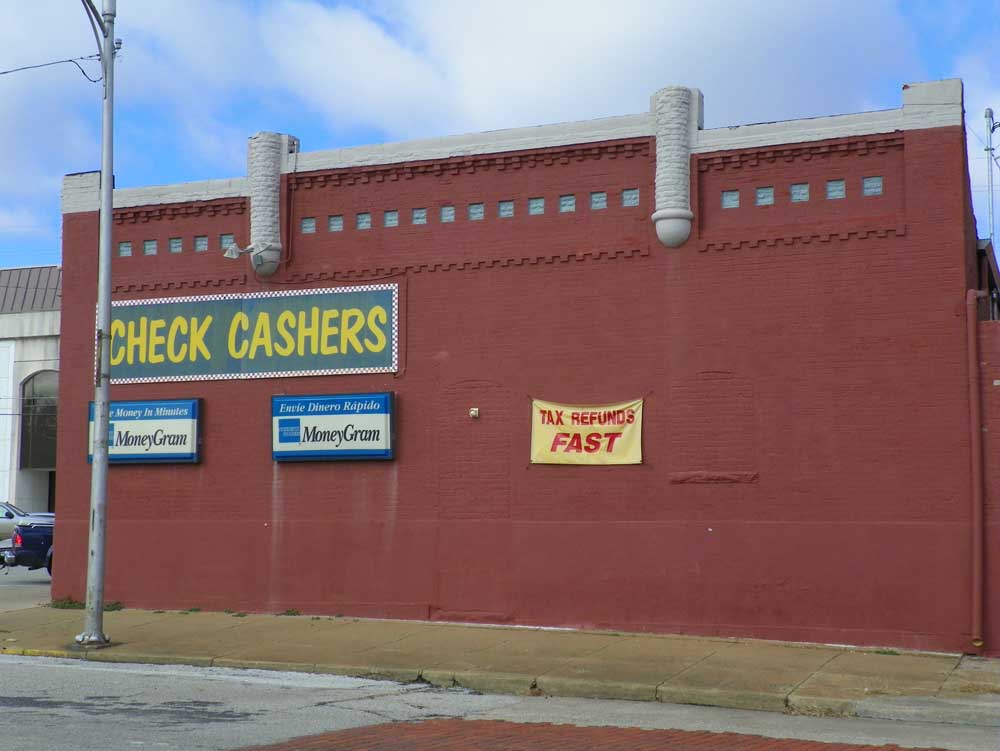 CHECK CASHERS
Money In Minutes
MoneyGram
Envíe Dinero Rápido
MoneyGram
TAX REFUNDS
FAST